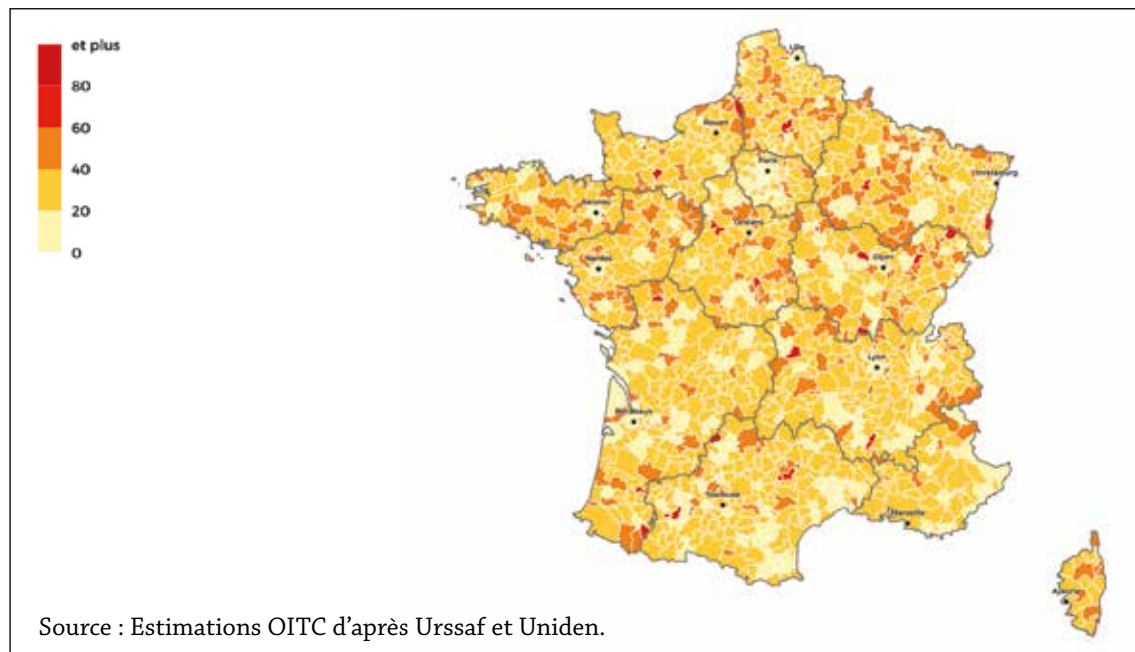 et plus
80
60
40
20
0
Lille
Rouen
Paris
Strasbourg
Rennes
Orléans
Nantes
Dijon
Lyon
Bordeaux
Toulouse
Marseille
Ajaccio
Source : Estimations OITC d’après Urssaf et Uniden.